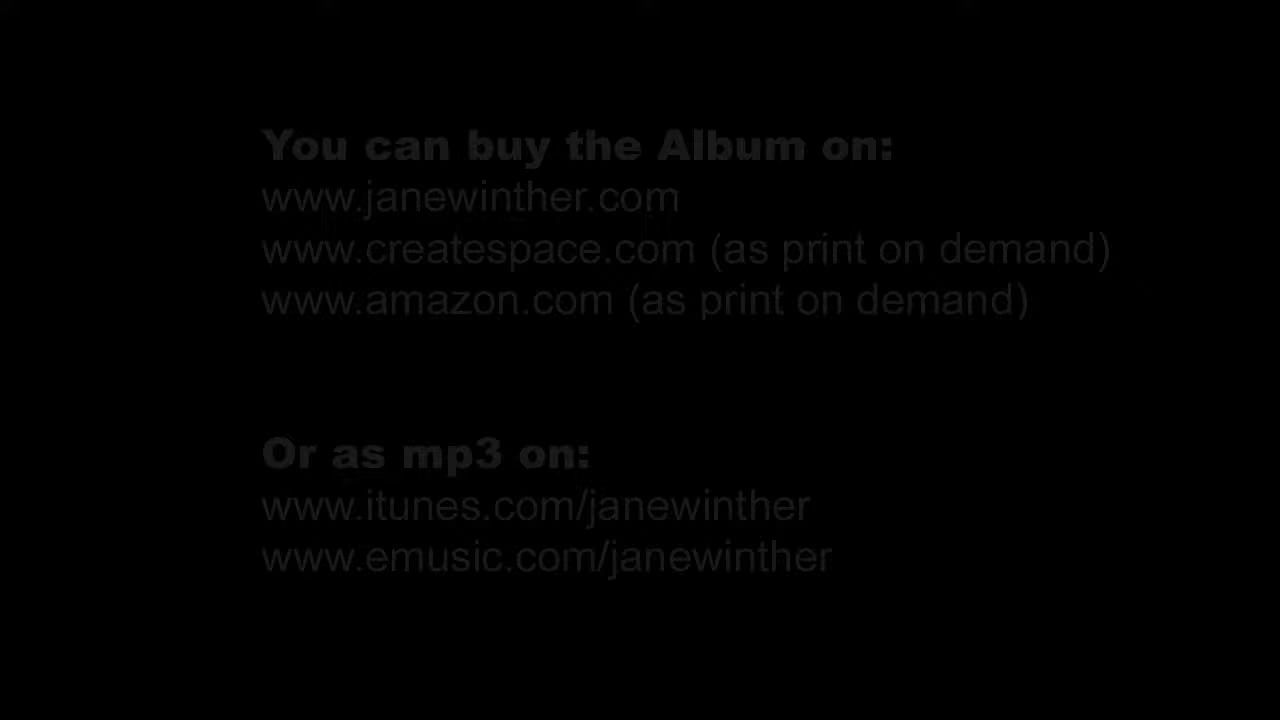 You can buy the Album on:
www.janewinther.com
www.createspace.com (as print on demand)
www.amazon.com (as print on demand)
Or as mp3 on:
www.itunes.com/janewinther
www.emusic.com/janewinther